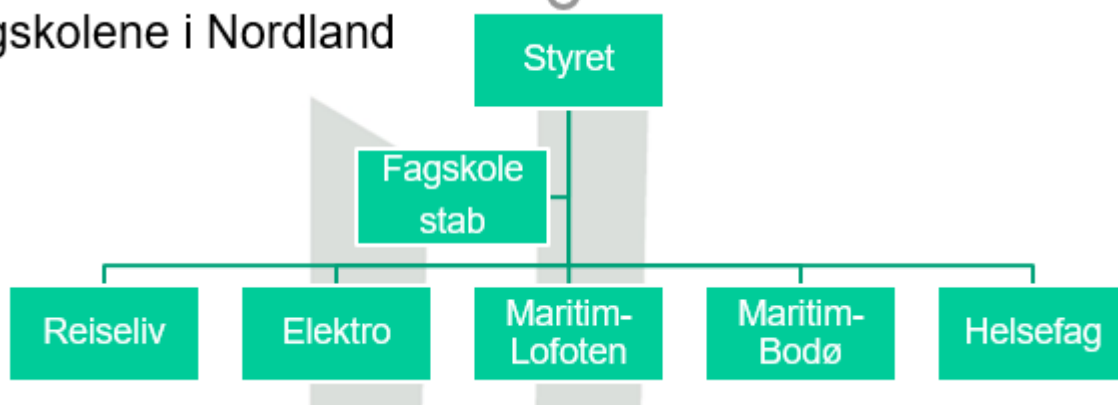 gskolene i Nordland
Styret
Fagskole
stab
Reiseliv
Elektro
Maritim-
Lofoten
Maritim-
Bodø
Helsefag